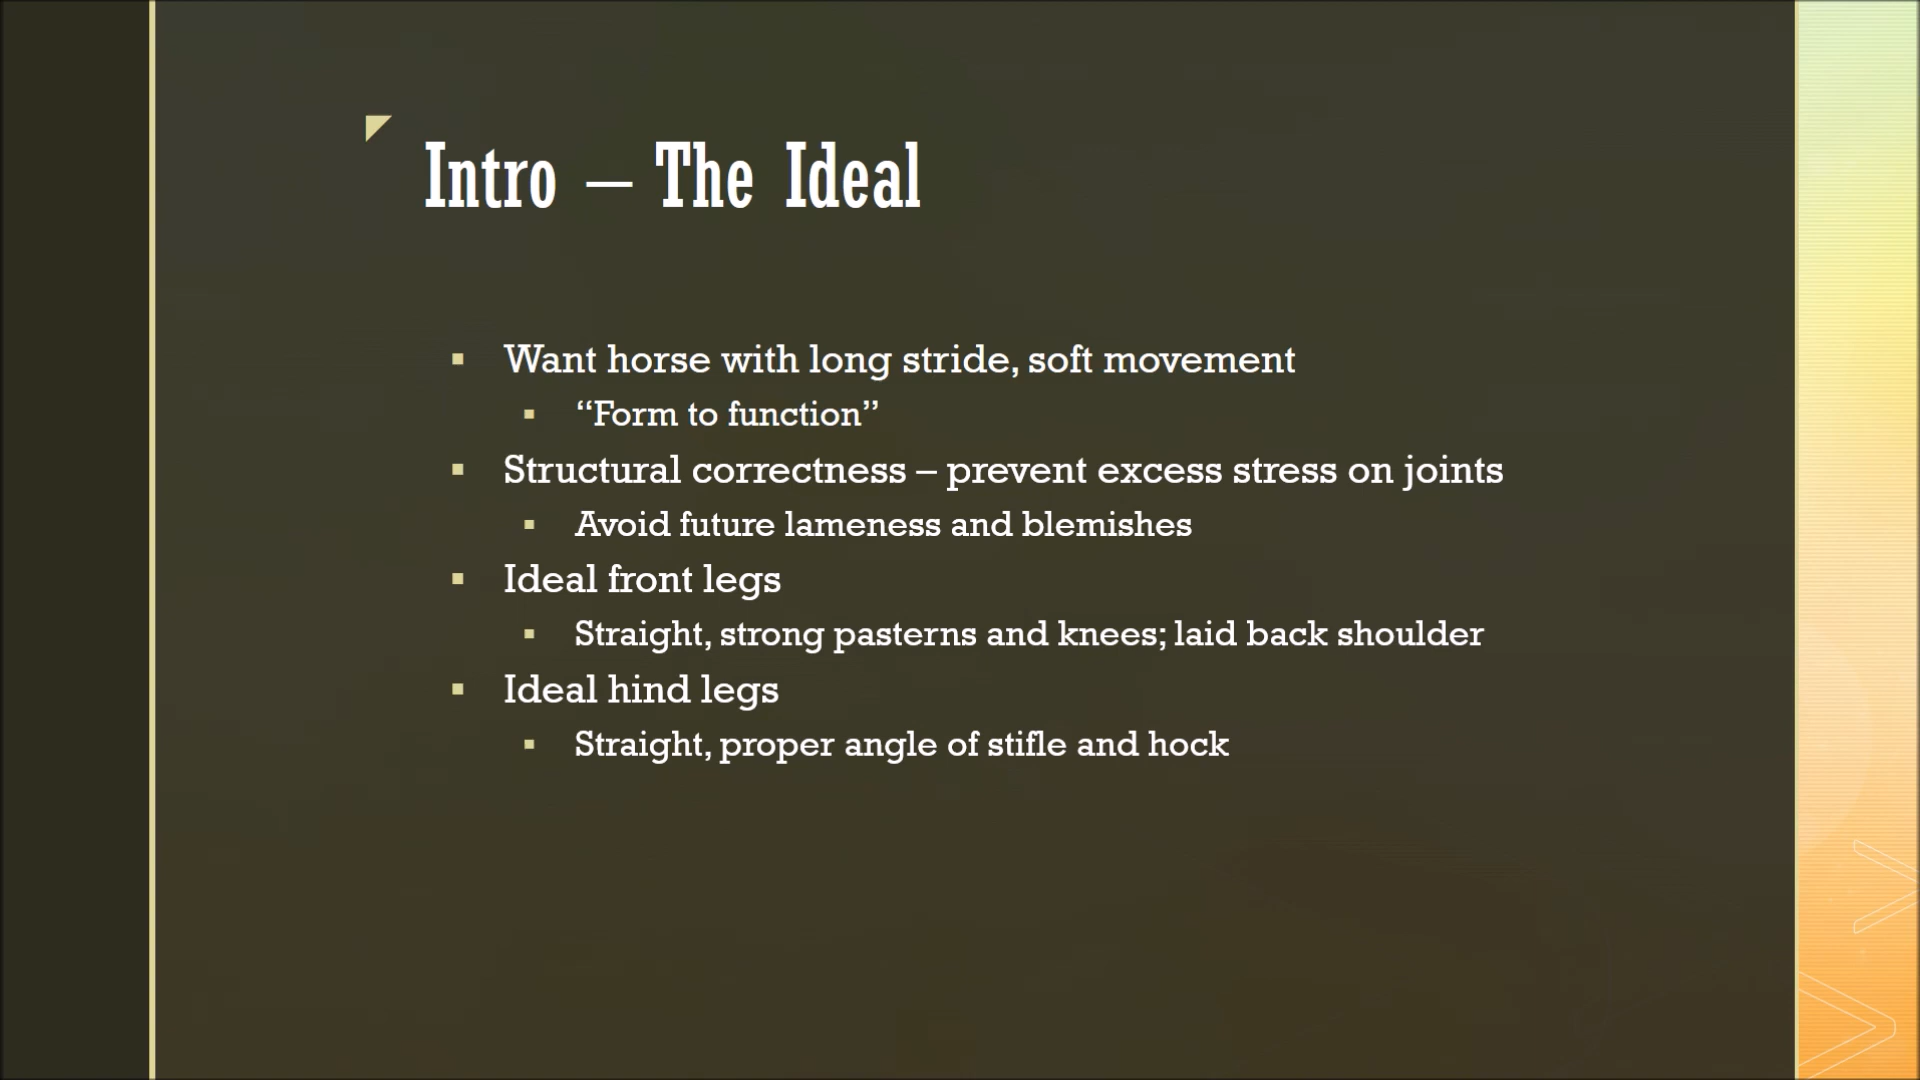 Intro – The Ideal
▪ Want horse with long stride, soft movement
▪ “Form to function”
▪ Structural correctness – prevent excess stress on joints
▪ Avoid future lameness and blemishes
▪ Ideal front legs
▪ Straight, strong pasterns and knees; laid back shoulder
▪ Ideal hind legs
▪ Straight, proper angle of stifle and hock